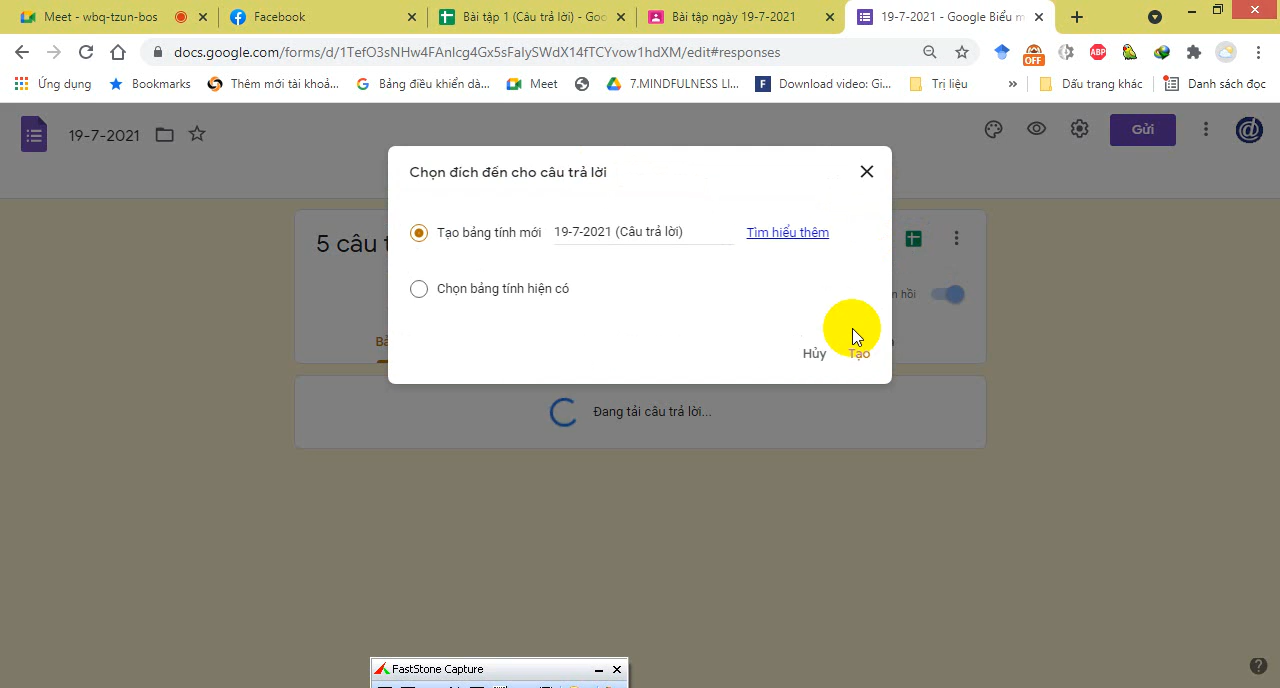 Meet - wbq-tzun-bos
Facebook
Bài tập 1 (Câu trả lời) - Goo
Bài tập ngày 19-7-2021
19-7-2021 - Google Biểu m
docs.google.com/forms/d/1TefO3sNHw4FAnlcq4Gx5sFalySWdX14fTCYvow1hdXM/edit#responses
OFF
ABP
Ứng dụng
Bookmarks
Thêm mới tài khoả...
Bảng điều khiển – a...
Meet
7.MINDFULNESS LI...
Download video: Gi...
Trị liệu
»
Dấu trang khác
Danh sách đọc
19-7-2021
Gửi
Chọn đích đến cho câu trả lời
5 câu t
Tạo bảng tính mới
19-7-2021 (Câu trả lời)
Tìm hiểu thêm
Chọn bảng tính hiện có
n hồi
Hủy
Tạo
Đang tải câu trả lời...
FastStone Capture